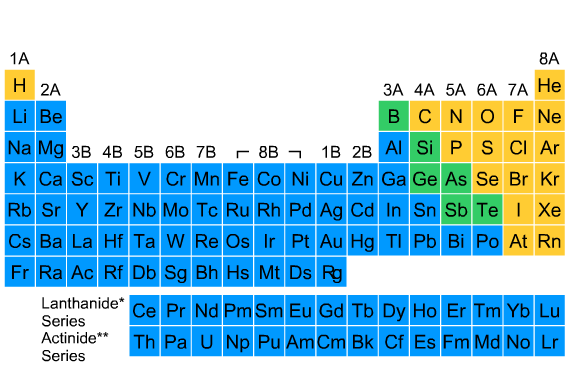 1A 8A
H He
2A 3A 4A 5A 6A 7A
Li Be B C N O F Ne
Na Mg Al Si P S Cl Ar
3B 4B 5B 6B 7B 8B 1B 2B
K Ca Sc Ti V Cr Mn Fe Co Ni Cu Zn Ga Ge As Se Br Kr
Rb Sr Y Zr Nb Mo Tc Ru Rh Pd Ag Cd In Sn Sb Te I Xe
Cs Ba La Hf Ta W Re Os Ir Pt Au Hg Tl Pb Bi Po At Rn
Fr Ra Ac Rf Db Sg Bh Hs Mt Ds Rg
Lanthanide* Series Ce Pr Nd Pm Sm Eu Gd Tb Dy Ho Er Tm Yb Lu
Actinide** Series Th Pa U Np Pu Am Cm Bk Cf Es Fm Md No Lr